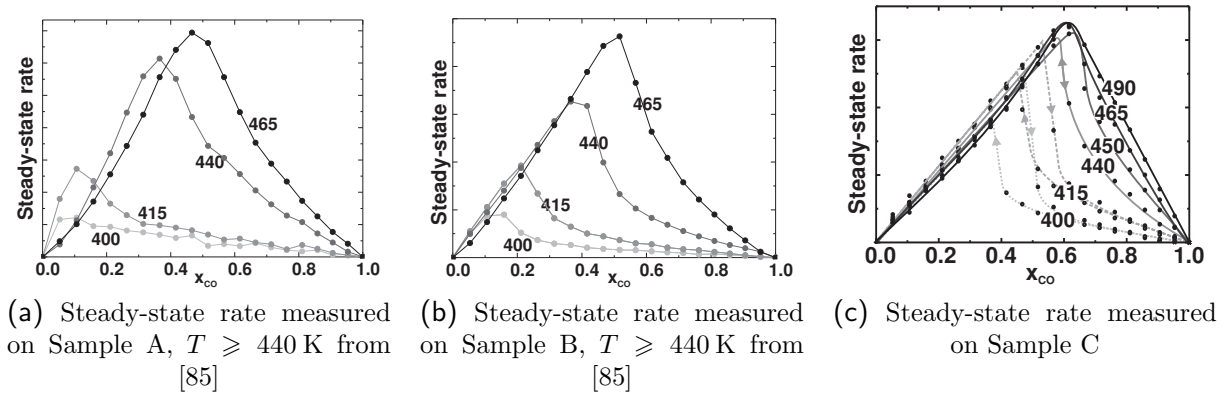 Steady-state rate
465
440
415
400
0.0 0.2 0.4 0.6 0.8 1.0
x_CO
(a) Steady-state rate measured
on Sample A, T ⩾ 440 K from
[85]
Steady-state rate
465
440
415
400
0.0 0.2 0.4 0.6 0.8 1.0
x_CO
(b) Steady-state rate measured
on Sample B, T ⩾ 440 K from
[85]
Steady-state rate
490
465
450
440
415
400
0.0 0.2 0.4 0.6 0.8 1.0
x_CO
(c) Steady-state rate measured
on Sample C